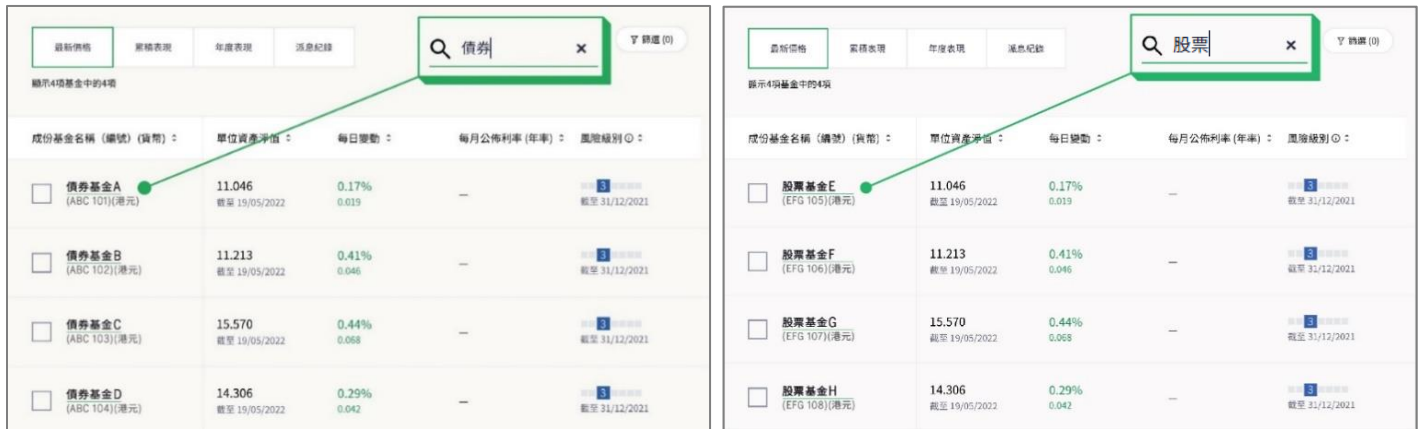 最新價格 累積表現 年度表現 派息紀錄
債券
篩選 (0)
顯示4項基金中的4項
成份基金名稱（編號）(貨幣) 單位資產淨值 每日變動 每月公佈利率 (年率) 風險級別
債券基金A 11.046 0.17% — 3
(ABC 101)(港元) 截至 19/05/2022 0.019 截至 31/12/2021
債券基金B 11.213 0.41% — 3
(ABC 102)(港元) 截至 19/05/2022 0.046 截至 31/12/2021
債券基金C 15.570 0.44% — 3
(ABC 103)(港元) 截至 19/05/2022 0.068 截至 31/12/2021
債券基金D 14.306 0.29% — 3
(ABC 104)(港元) 截至 19/05/2022 0.042 截至 31/12/2021
最新價格 累積表現 年度表現 派息紀錄
股票
篩選 (0)
顯示4項基金中的4項
成份基金名稱（編號）(貨幣) 單位資產淨值 每日變動 每月公佈利率 (年率) 風險級別
股票基金E 11.046 0.17% — 3
(EFG 105)(港元) 截至 19/05/2022 0.019 截至 31/12/2021
股票基金F 11.213 0.41% — 3
(EFG 106)(港元) 截至 19/05/2022 0.046 截至 31/12/2021
股票基金G 15.570 0.44% — 3
(EFG 107)(港元) 截至 19/05/2022 0.068 截至 31/12/2021
股票基金H 14.306 0.29% — 3
(EFG 108)(港元) 截至 19/05/2022 0.042 截至 31/12/2021